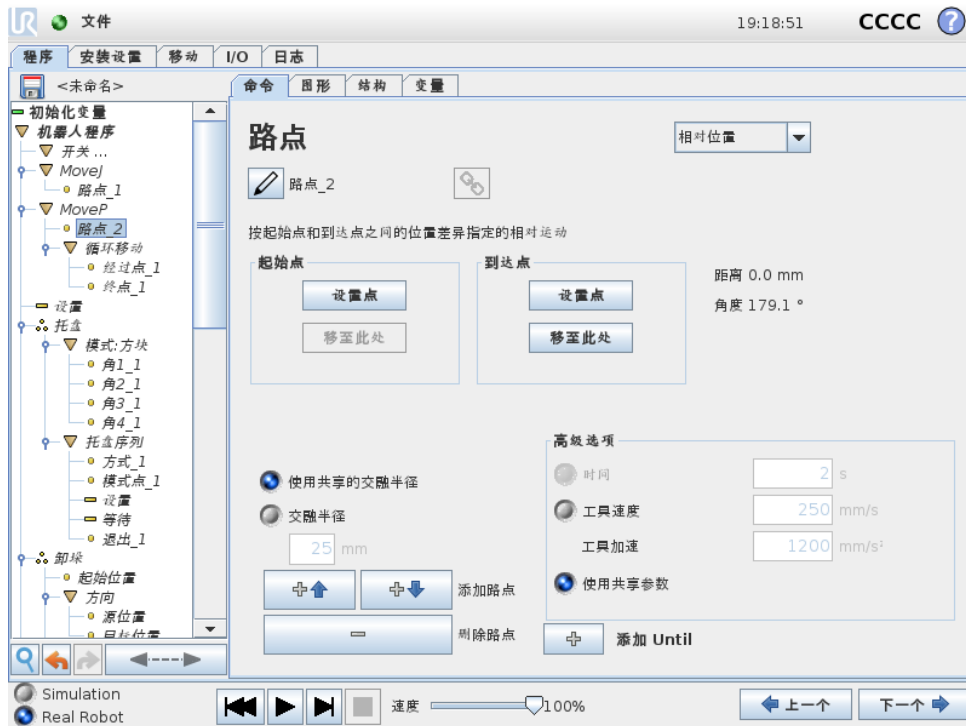 UR 文件 19:18:51 CCCC ?
程序 安装设置 移动 I/O 日志
<未命名>
初始化变量
机器人程序
开关 ...
MoveJ
路点_1
MoveP
路点_2
循环移动
经过点_1
终点_1
设置
托盘
模式:方块
角1_1
角2_1
角3_1
角4_1
托盘序列
方式_1
模式点_1
设置
等待
退出_1
卸垛
起始位置
方向
源位置
目标位置
命令 图形 结构 变量
路点
相对位置
路点_2
按起始点和到达点之间的位置差异指定的相对运动
起始点
设置点
移至此处
到达点
设置点
移至此处
距离 0.0 mm
角度 179.1 °
使用共享的交融半径
交融半径
25 mm
添加路点
删除路点
高级选项
时间 2 s
工具速度 250 mm/s
工具加速 1200 mm/s²
使用共享参数
添加 Until
Simulation
Real Robot
速度 100%
上一个 下一个